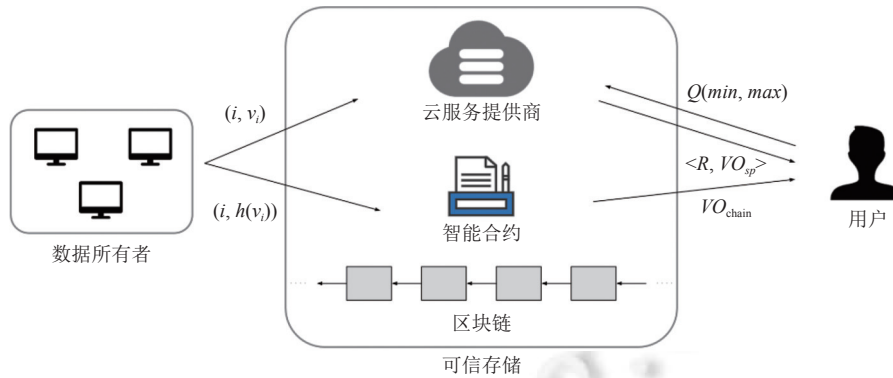 (i, vᵢ)
云服务提供商
Q(min, max)
<R, VOₛₚ>
(i, h(vᵢ))
智能合约
VO_chain
数据所有者
用户
区块链
可信存储